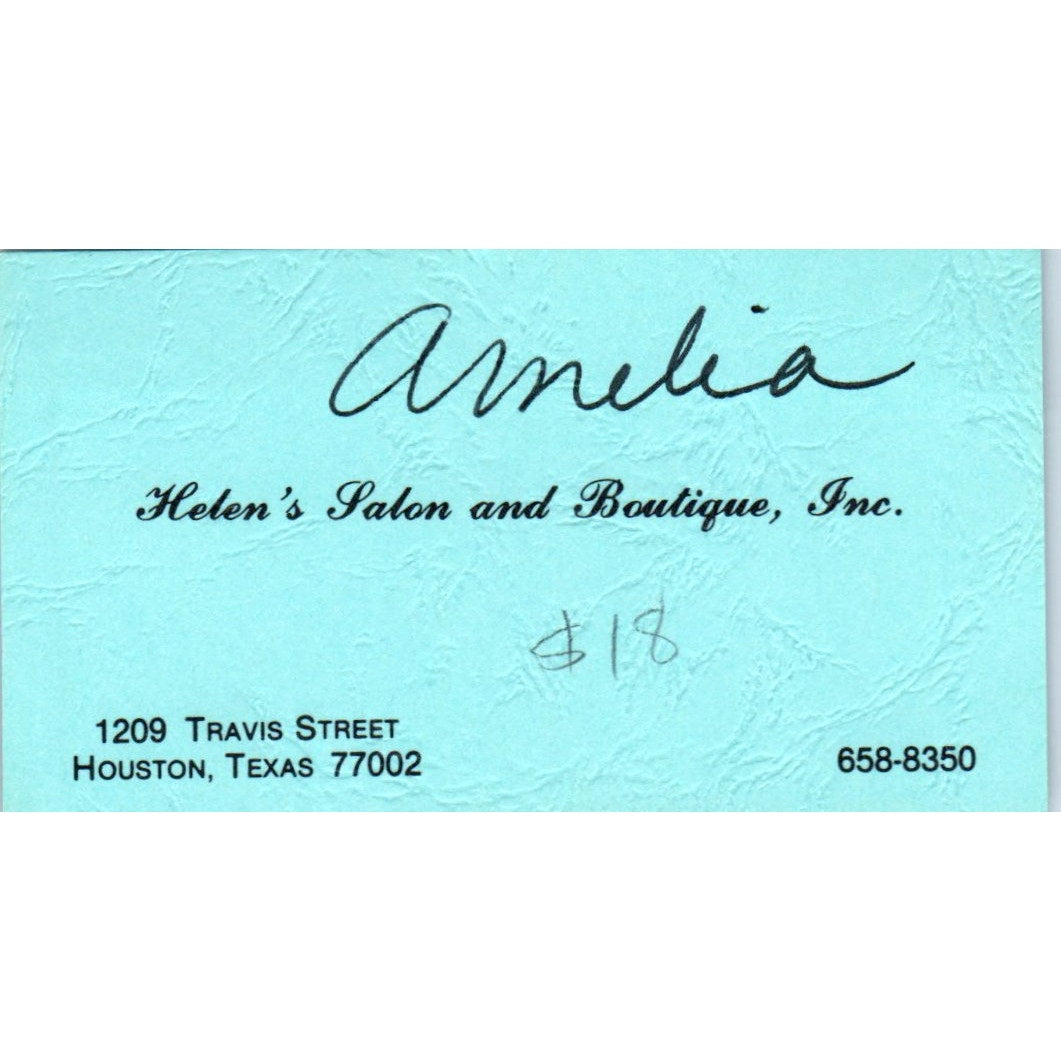 Amelia
Helen's Salon and Boutique, Inc.
$18
1209 TRAVIS STREET
HOUSTON, TEXAS 77002
658-8350